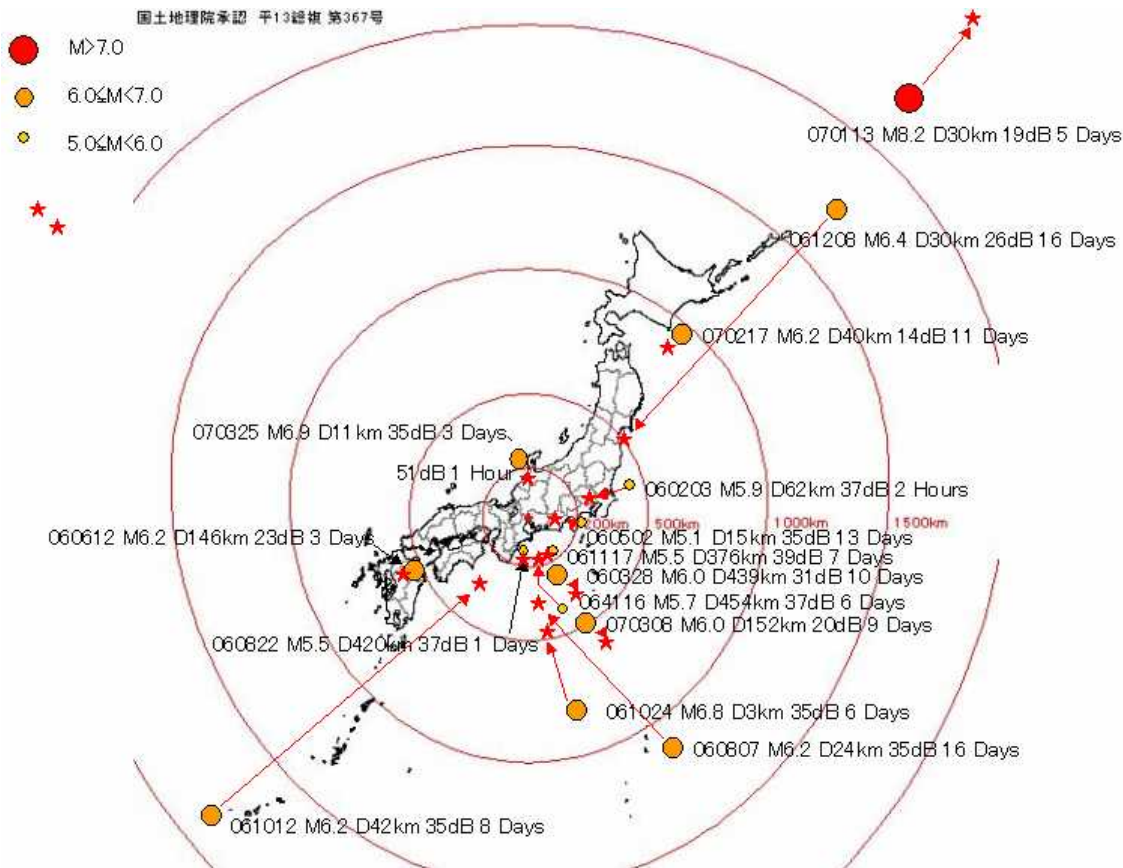 国土地理院承認 平13総複 第367号
M>7.0
6.0≦M<7.0
5.0≦M<6.0
070113 M8.2 D30km 19dB 5 Days
061208 M6.4 D30km 26dB 16 Days
070217 M6.2 D40km 14dB 11 Days
070325 M6.9 D11km 35dB 3 Days、
51dB 1 Hour
060203 M5.9 D62km 37dB 2 Hours
200km
500km
1000km
1500km
060612 M6.2 D146km 23dB 3 Days
060502 M5.1 D15km 35dB 13 Days
061117 M5.5 D376km 39dB 7 Days
060328 M6.0 D439km 31dB 10 Days
064116 M5.7 D454km 37dB 6 Days
070308 M6.0 D152km 20dB 9 Days
060822 M5.5 D420km 37dB 1 Days
061024 M6.8 D3km 35dB 6 Days
060807 M6.2 D24km 35dB 16 Days
061012 M6.2 D42km 35dB 8 Days